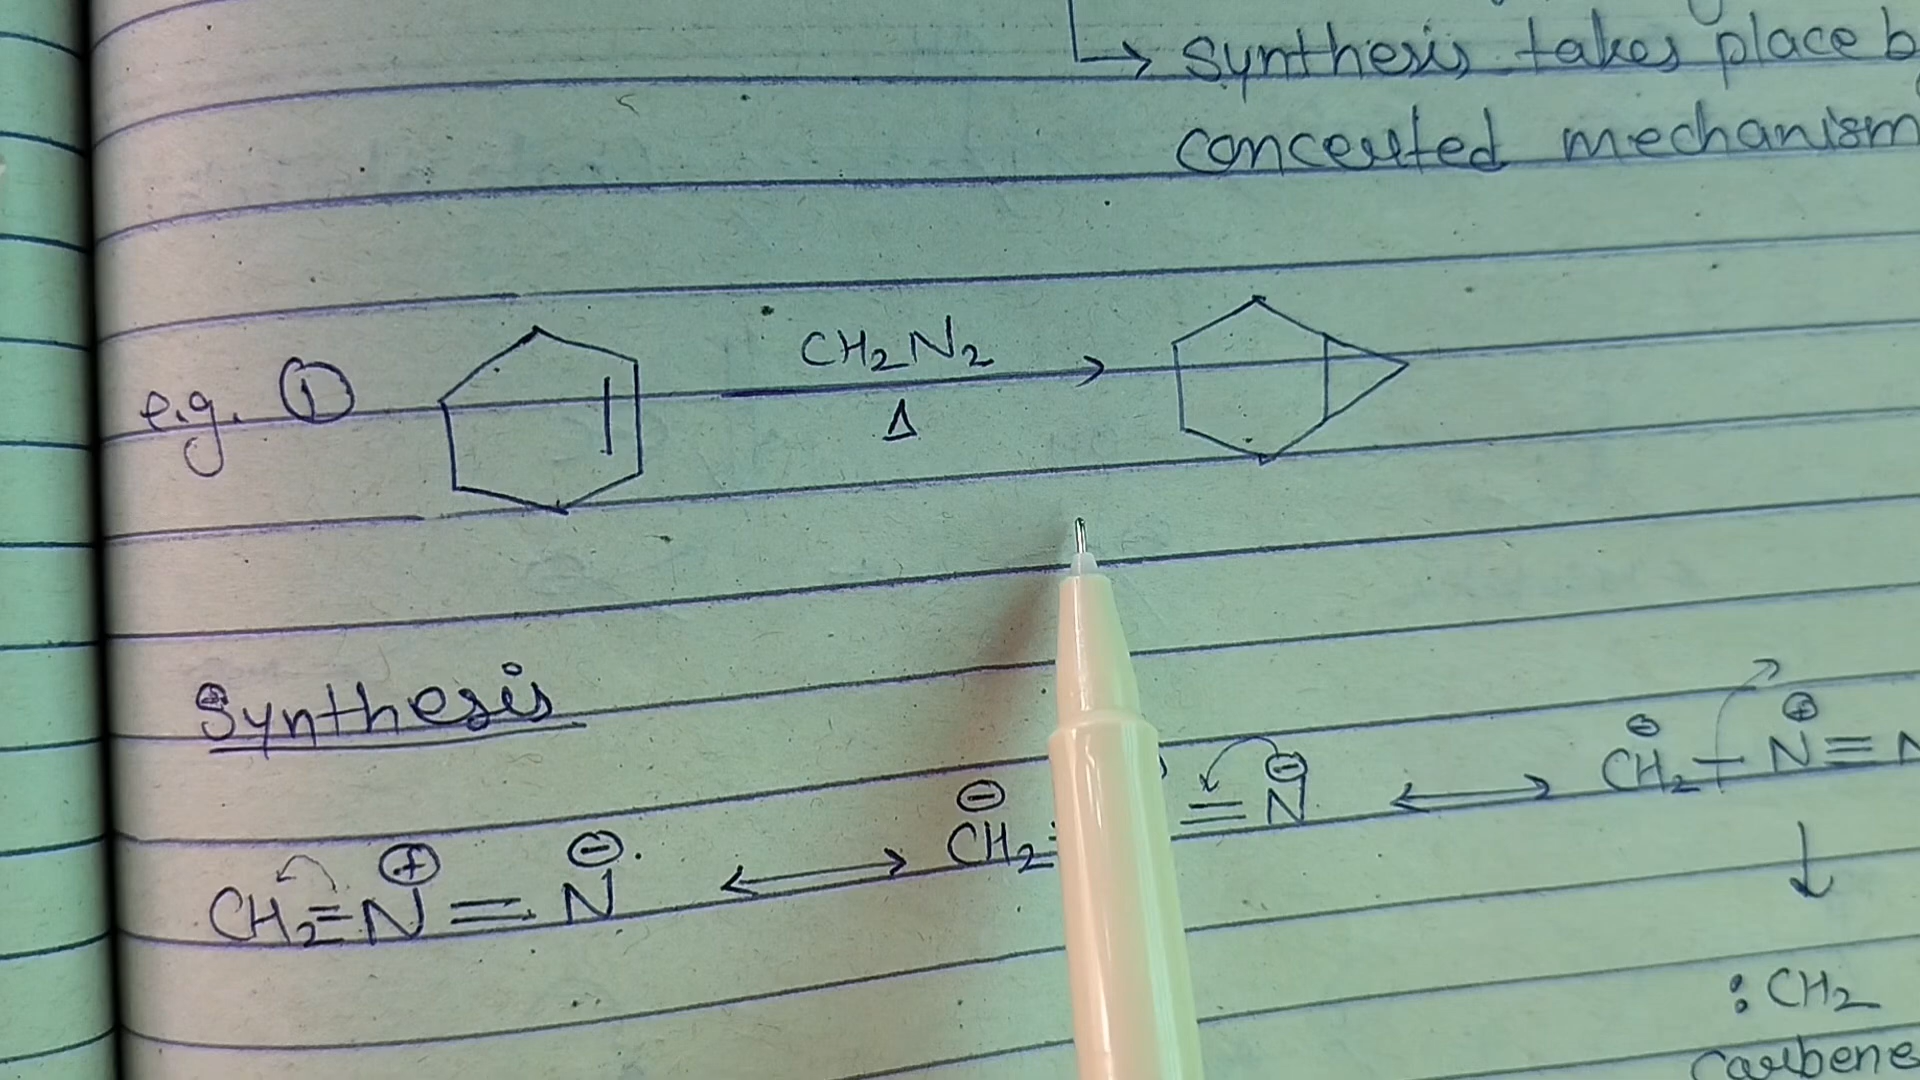 → Synthesis takes place b
concerted mechanism
e.g. ① CH₂N₂
Δ
Synthesis
CH₂=N⊕=N⊖ ↔ ⊖CH₂ =N⊖ ↔ ⊖CH₂-N⊕≡N
↓
:CH₂
Carbene